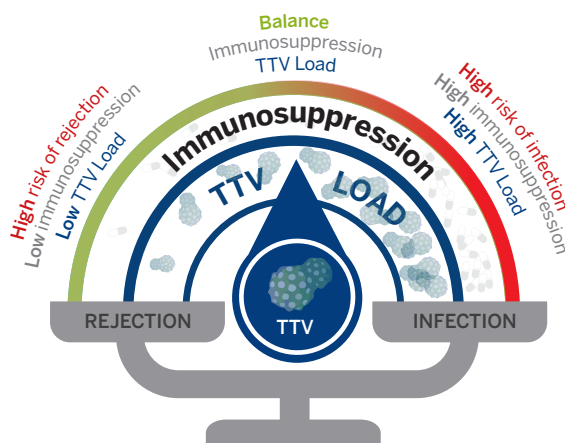 Balance
Immunosuppression
TTV Load
High risk of rejection
Low immunosuppression
Low TTV Load
High risk of infection
High immunosuppression
High TTV Load
Immunosuppression
TTV LOAD
REJECTION
TTV
INFECTION